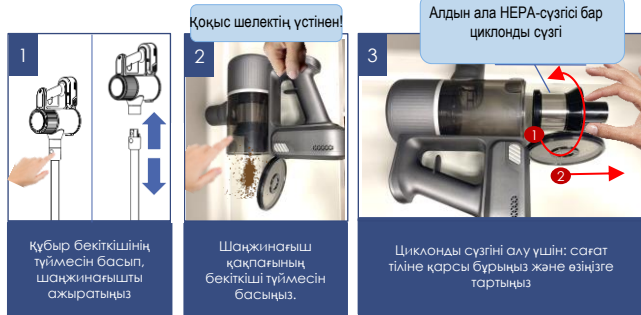 1
2
3
Қоқыс шелектің үстінен!
Алдын ала HEPA-сүзгісі бар
циклонды сүзгі
1
2
Құбыр бекіткішінің
түймесін басып,
шаңжинағышты
ажыратыңыз
Шаңжинағыш
қақпағының
бекіткіші түймесін
басыңыз.
Циклонды сүзгіні алу үшін: сағат
тіліне қарсы бұрыңыз және өзіңізге
тартыңыз